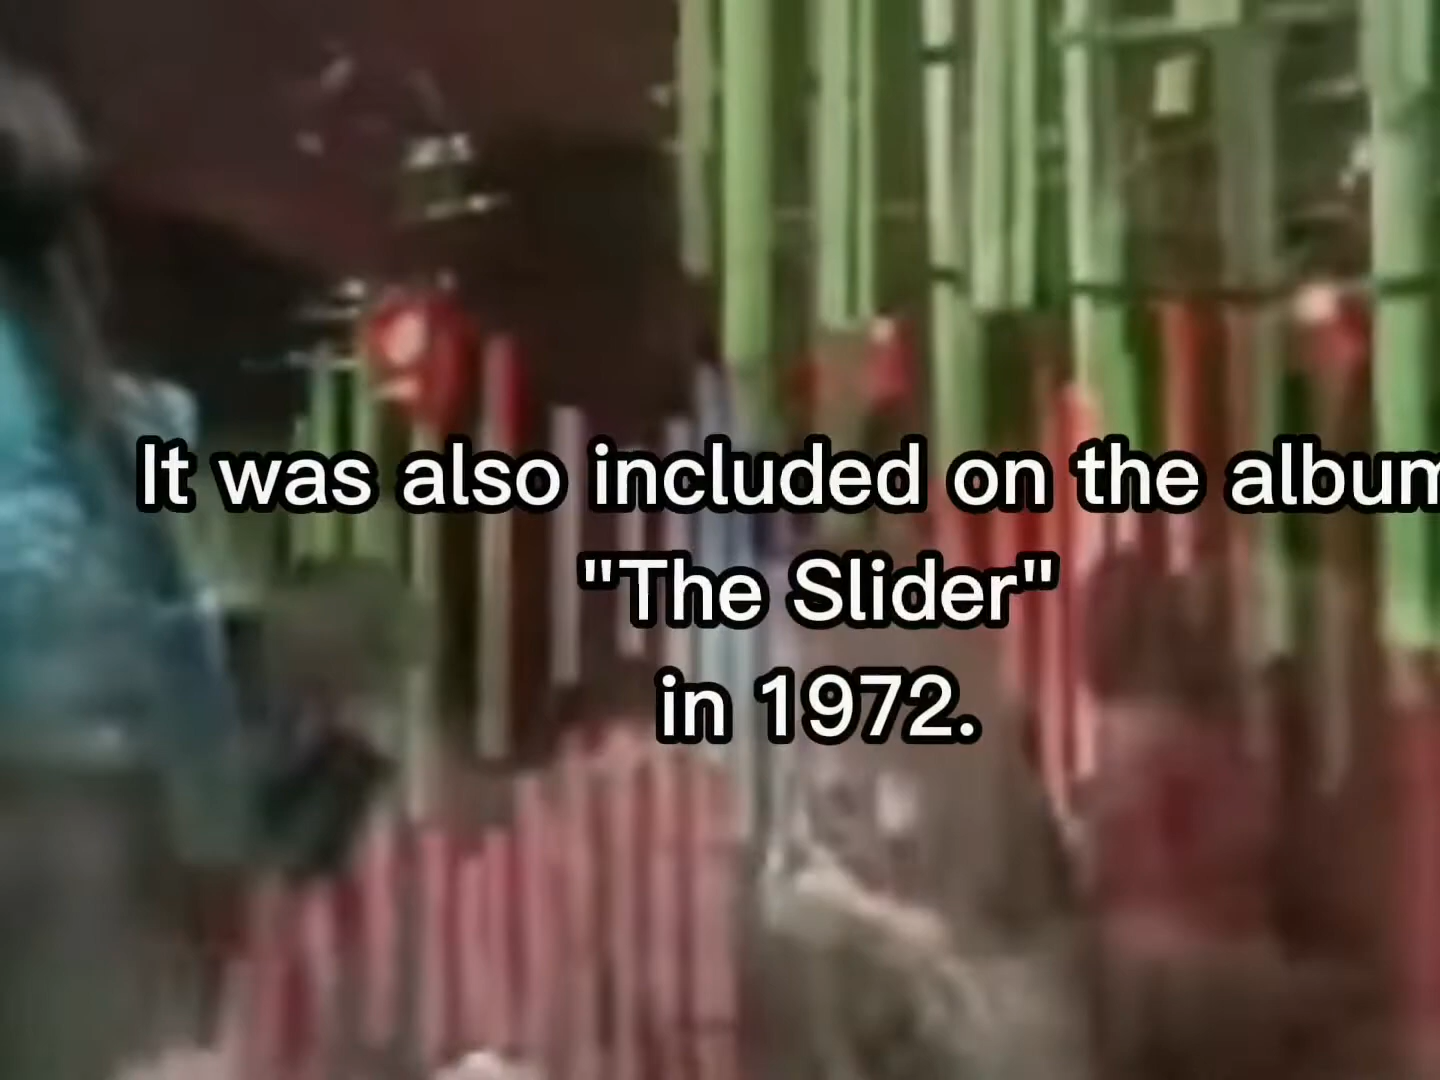 It was also included on the album
"The Slider"
in 1972.